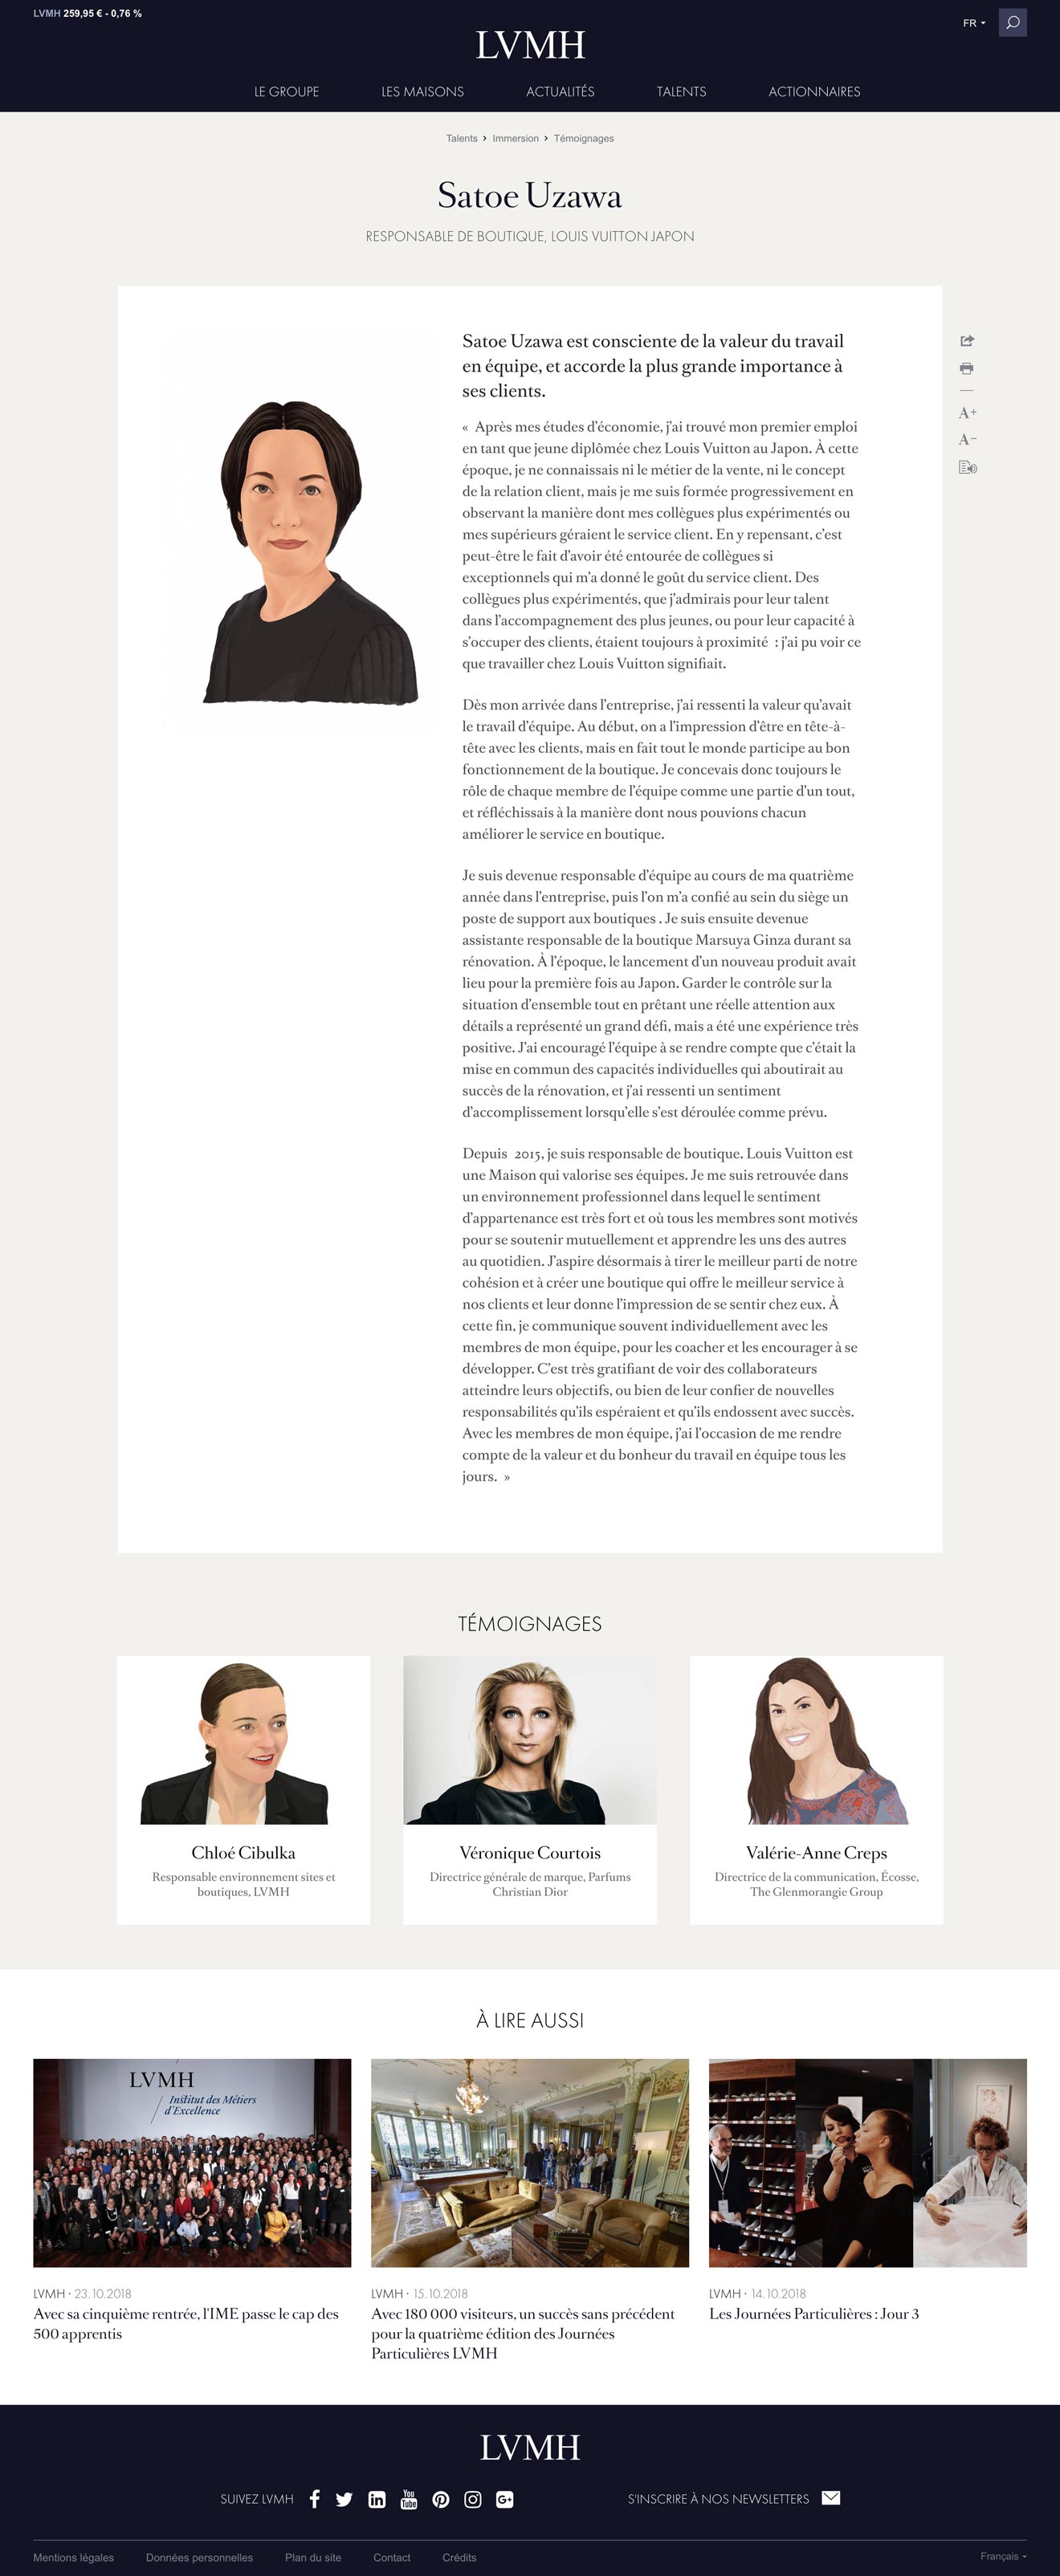 LVMH 259,95 € - 0,76 %
FR
LVMH
LE GROUPE
LES MAISONS
ACTUALITÉS
TALENTS
ACTIONNAIRES
Talents > Immersion > Témoignages
Satoe Uzawa
RESPONSABLE DE BOUTIQUE, LOUIS VUITTON JAPON
Satoe Uzawa est consciente de la valeur du travail
en équipe, et accorde la plus grande importance à
ses clients.
A+
A−
« Après mes études d’économie, j’ai trouvé mon premier emploi
en tant que jeune diplômée chez Louis Vuitton au Japon. À cette
époque, je ne connaissais ni le métier de la vente, ni le concept
de la relation client, mais je me suis formée progressivement en
observant la manière dont mes collègues plus expérimentés ou
mes supérieurs géraient le service client. En y repensant, c’est
peut-être le fait d’avoir été entourée de collègues si
exceptionnels qui m’a donné le goût du service client. Des
collègues plus expérimentés, que j’admirais pour leur talent
dans l’accompagnement des plus jeunes, ou pour leur capacité à
s’occuper des clients, étaient toujours à proximité : j’ai pu voir ce
que travailler chez Louis Vuitton signifiait.
Dès mon arrivée dans l’entreprise, j’ai ressenti la valeur qu’avait
le travail d’équipe. Au début, on a l’impression d’être en tête-à-
tête avec les clients, mais en fait tout le monde participe au bon
fonctionnement de la boutique. Je concevais donc toujours le
rôle de chaque membre de l’équipe comme une partie d’un tout,
et réfléchissais à la manière dont nous pouvions chacun
améliorer le service en boutique.
Je suis devenue responsable d’équipe au cours de ma quatrième
année dans l’entreprise, puis l’on m’a confié au sein du siège un
poste de support aux boutiques . Je suis ensuite devenue
assistante responsable de la boutique Marsuya Ginza durant sa
rénovation. À l’époque, le lancement d’un nouveau produit avait
lieu pour la première fois au Japon. Garder le contrôle sur la
situation d’ensemble tout en prêtant une réelle attention aux
détails a représenté un grand défi, mais a été une expérience très
positive. J’ai encouragé l’équipe à se rendre compte que c’était la
mise en commun des capacités individuelles qui aboutirait au
succès de la rénovation, et j’ai ressenti un sentiment
d’accomplissement lorsqu’elle s’est déroulée comme prévu.
Depuis 2015, je suis responsable de boutique. Louis Vuitton est
une Maison qui valorise ses équipes. Je me suis retrouvée dans
un environnement professionnel dans lequel le sentiment
d’appartenance est très fort et où tous les membres sont motivés
pour se soutenir mutuellement et apprendre les uns des autres
au quotidien. J’aspire désormais à tirer le meilleur parti de notre
cohésion et à créer une boutique qui offre le meilleur service à
nos clients et leur donne l’impression de se sentir chez eux. À
cette fin, je communique souvent individuellement avec les
membres de mon équipe, pour les coacher et les encourager à se
développer. C’est très gratifiant de voir des collaborateurs
atteindre leurs objectifs, ou bien de leur confier de nouvelles
responsabilités qu’ils espéraient et qu’ils endossent avec succès.
Avec les membres de mon équipe, j’ai l’occasion de me rendre
compte de la valeur et du bonheur du travail en équipe tous les
jours. »
TÉMOIGNAGES
Chloé Cibulka
Responsable environnement sites et
boutiques, LVMH
Véronique Courtois
Directrice générale de marque, Parfums
Christian Dior
Valérie-Anne Creps
Directrice de la communication, Écosse,
The Glenmorangie Group
À LIRE AUSSI
LVMH
Institut des Métiers
d'Excellence
LVMH · 23.10.2018
Avec sa cinquième rentrée, l'IME passe le cap des
500 apprentis
LVMH · 15.10.2018
Avec 180 000 visiteurs, un succès sans précédent
pour la quatrième édition des Journées
Particulières LVMH
LVMH · 14.10.2018
Les Journées Particulières : Jour 3
LVMH
SUIVEZ LVMH
You
Tube
G+
S'INSCRIRE À NOS NEWSLETTERS
Mentions légales
Données personnelles
Plan du site
Contact
Crédits
Français